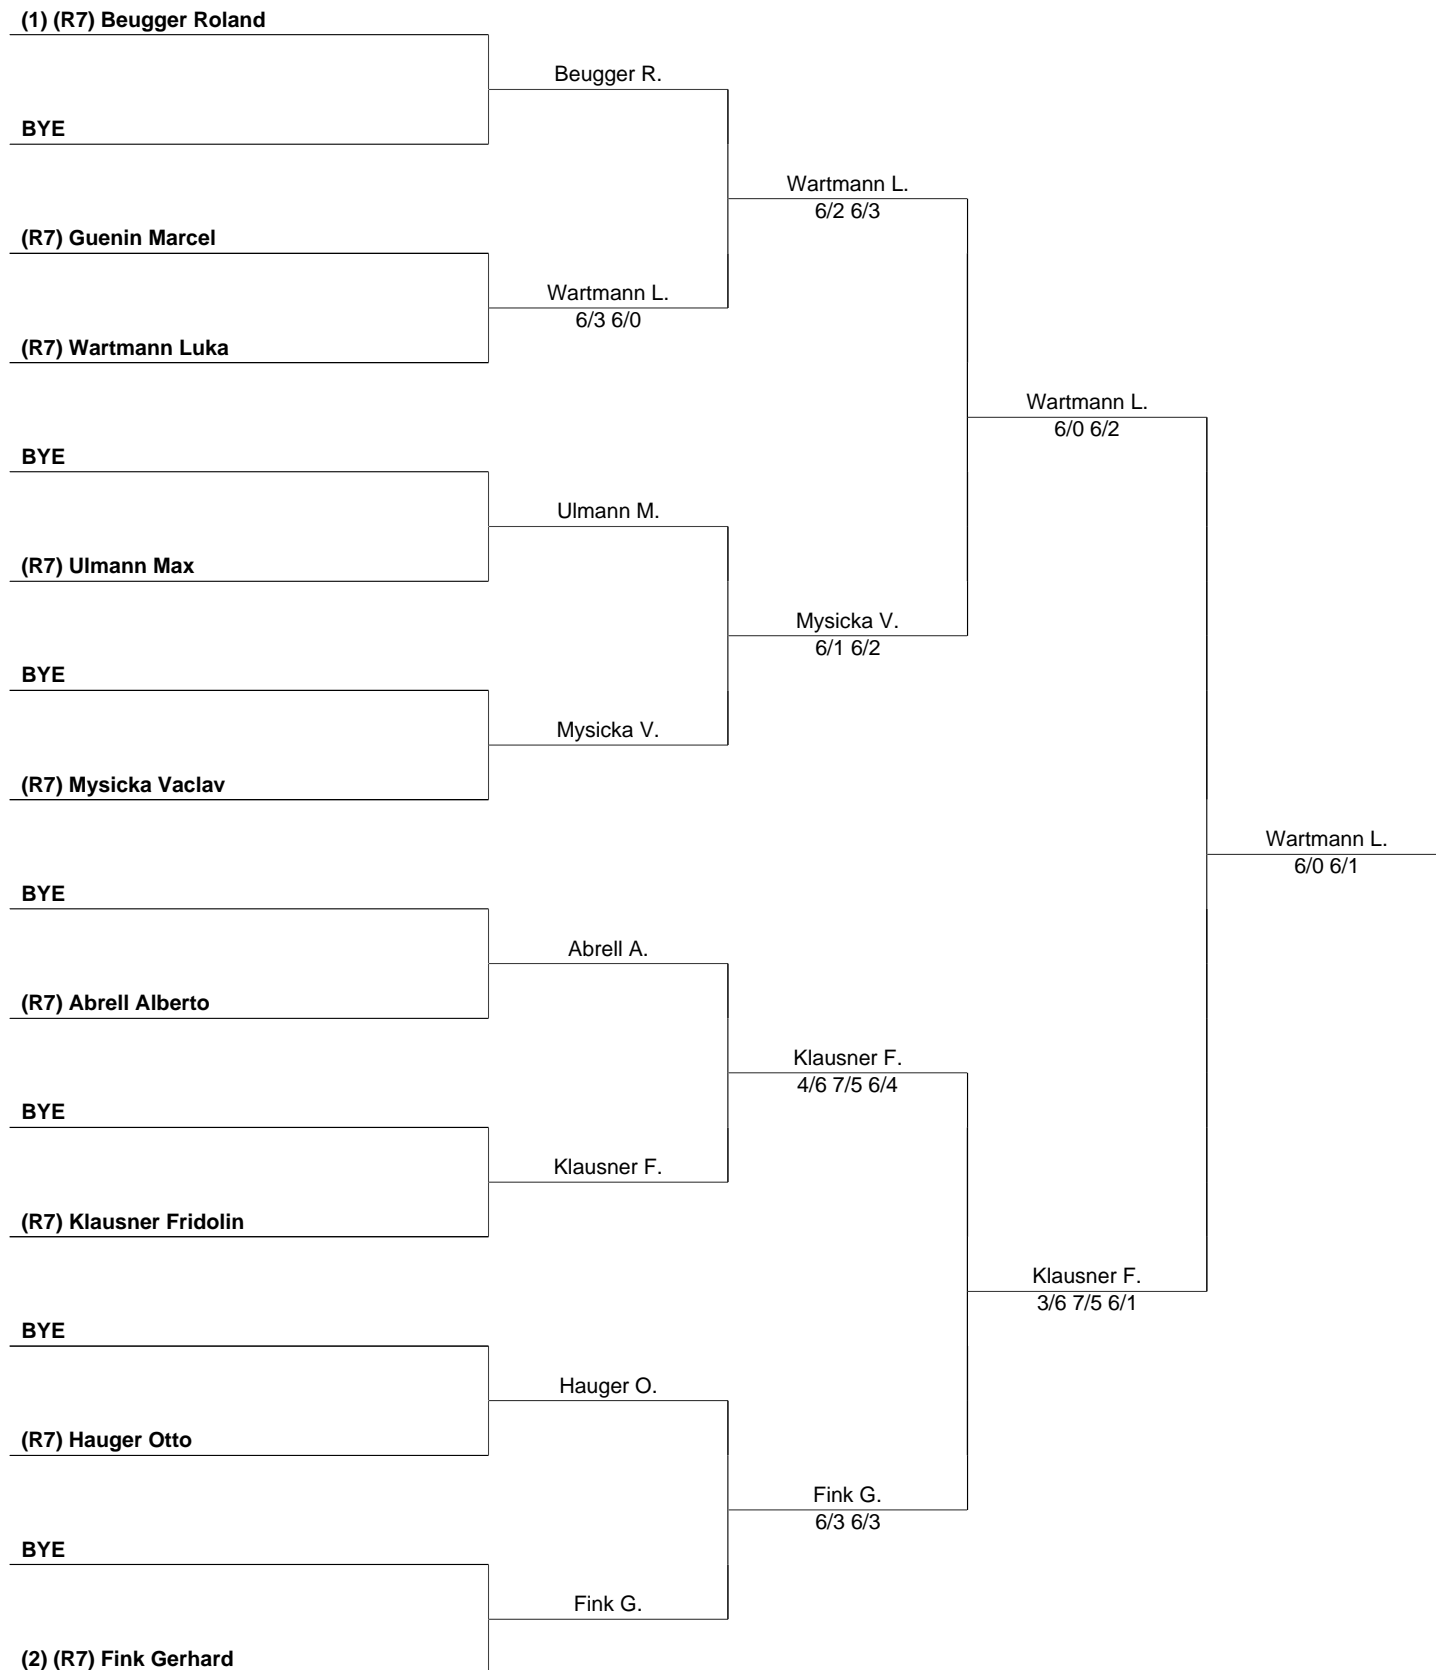 (1) (R7) Beugger Roland
Beugger R.
BYE
Wartmann L.
6/2 6/3
(R7) Guenin Marcel
Wartmann L.
6/3 6/0
(R7) Wartmann Luka
Wartmann L.
6/0 6/2
BYE
Ulmann M.
(R7) Ulmann Max
Mysicka V.
6/1 6/2
BYE
Mysicka V.
(R7) Mysicka Vaclav
Wartmann L.
6/0 6/1
BYE
Abrell A.
(R7) Abrell Alberto
Klausner F.
4/6 7/5 6/4
BYE
Klausner F.
(R7) Klausner Fridolin
Klausner F.
3/6 7/5 6/1
BYE
Hauger O.
(R7) Hauger Otto
Fink G.
6/3 6/3
BYE
Fink G.
(2) (R7) Fink Gerhard